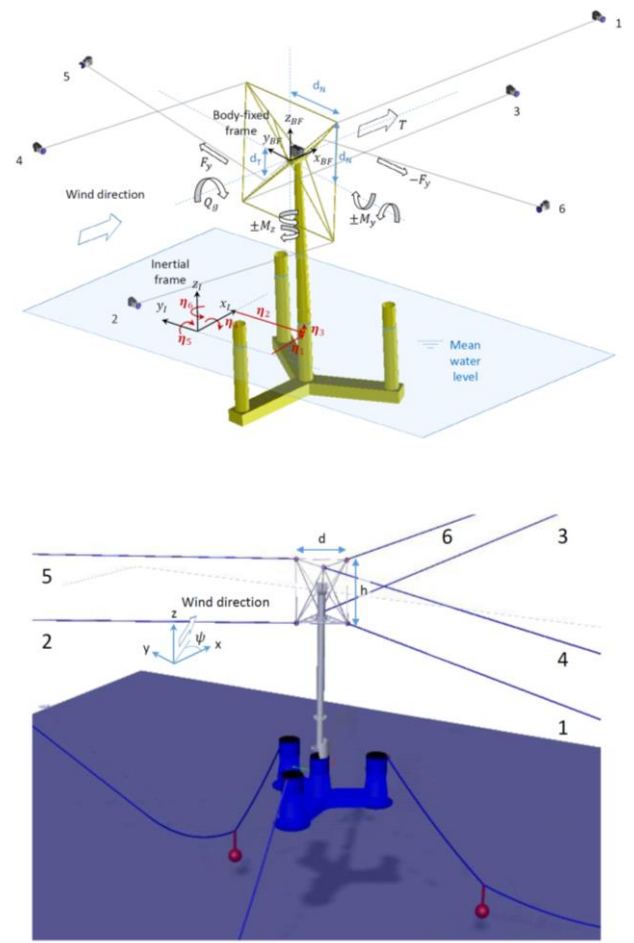 1
5
3
4
6
2
d_N
Body-fixed
frame
z_BF
y_BF
x_BF
d_T
d_N
T
F_y
-F_y
Q_g
±M_y
±M_z
Wind direction
Inertial
frame
z_I
y_I
x_I
η_6
η_2
η_5
η
η_3
η_1
Mean
water
level
d
6
3
5
h
Wind direction
z
ψ
y
x
2
4
1